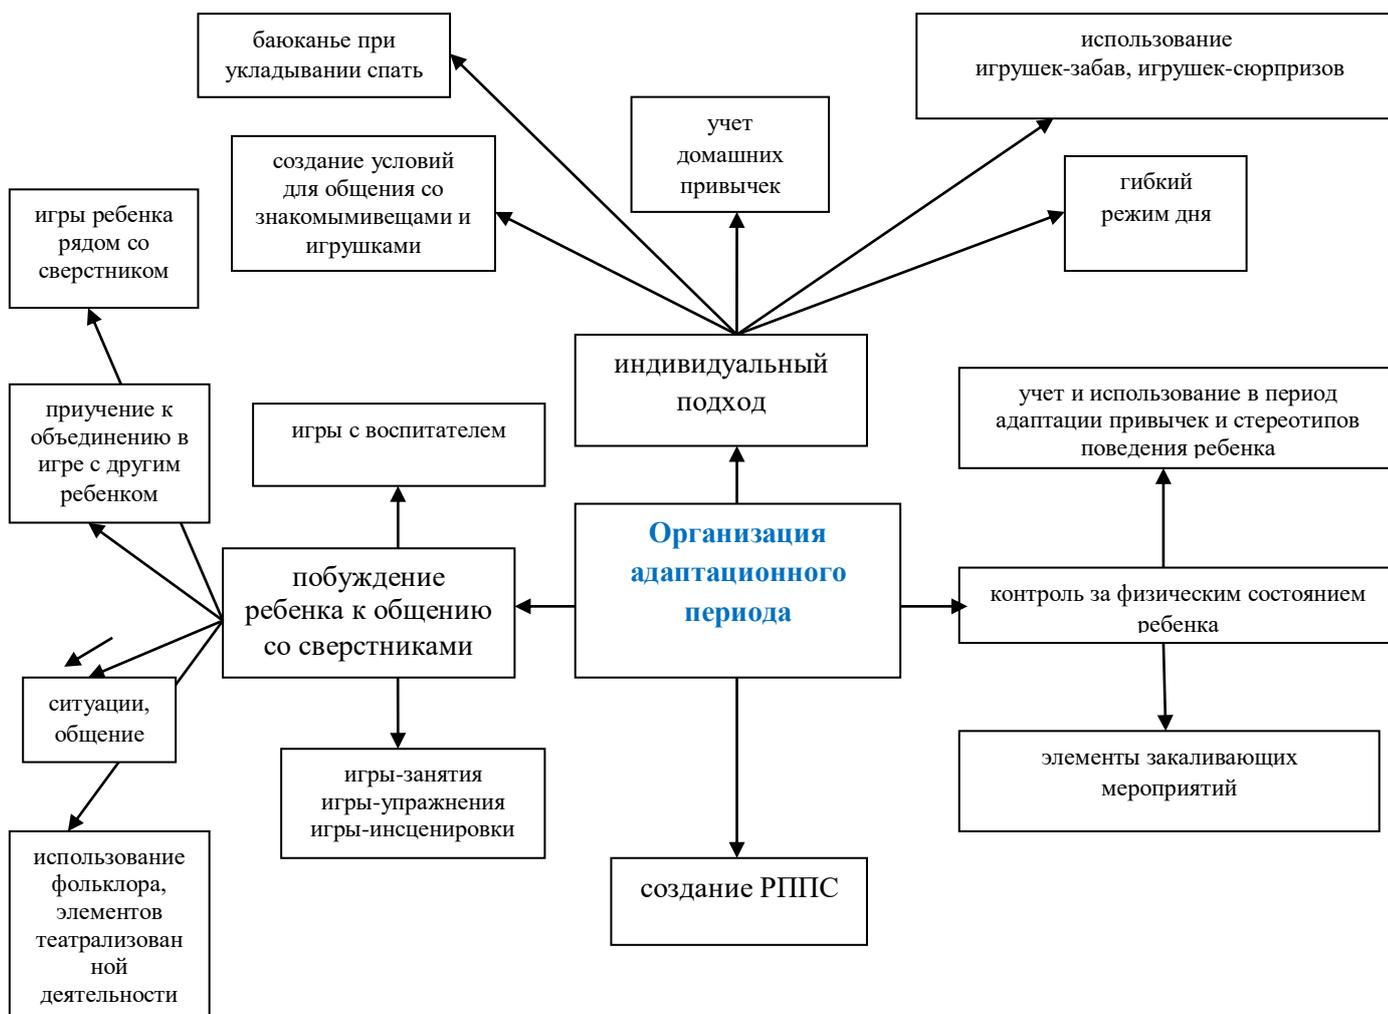 баюканье при
укладывании спать
использование
игрушек-забав, игрушек-сюрпризов
учет
домашних
привычек
создание условий
для общения со
знакомымивещами и
игрушками
гибкий
режим дня
игры ребенка
рядом со
сверстником
индивидуальный
подход
учет и использование в период
адаптации привычек и стереотипов
поведения ребенка
приучение к
объединению в
игре с другим
ребенком
игры с воспитателем
Организация
адаптационного
периода
побуждение
ребенка к общению
со сверстниками
контроль за физическим состоянием
ребенка
ситуации,
общение
игры-занятия
игры-упражнения
игры-инсценировки
элементы закаливающих
мероприятий
использование
фольклора,
элементов
театрализован
ной
деятельности
создание РППС